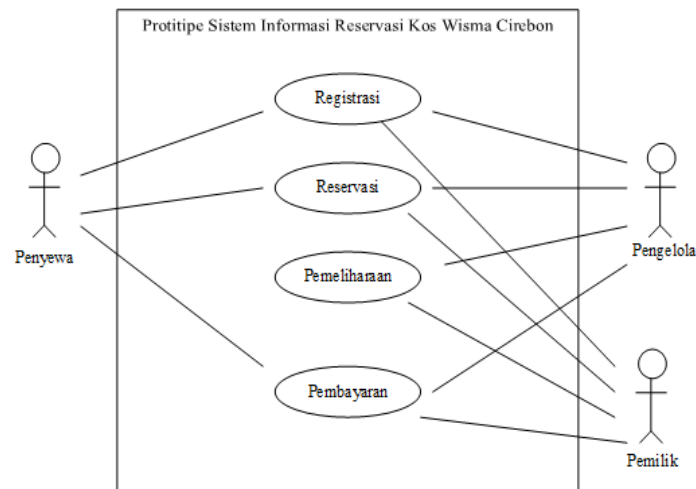 Protitipe Sistem Informasi Reservasi Kos Wisma Cirebon
Registrasi
Reservasi
Penyewa
Pengelola
Pemeliharaan
Pembayaran
Pemilik